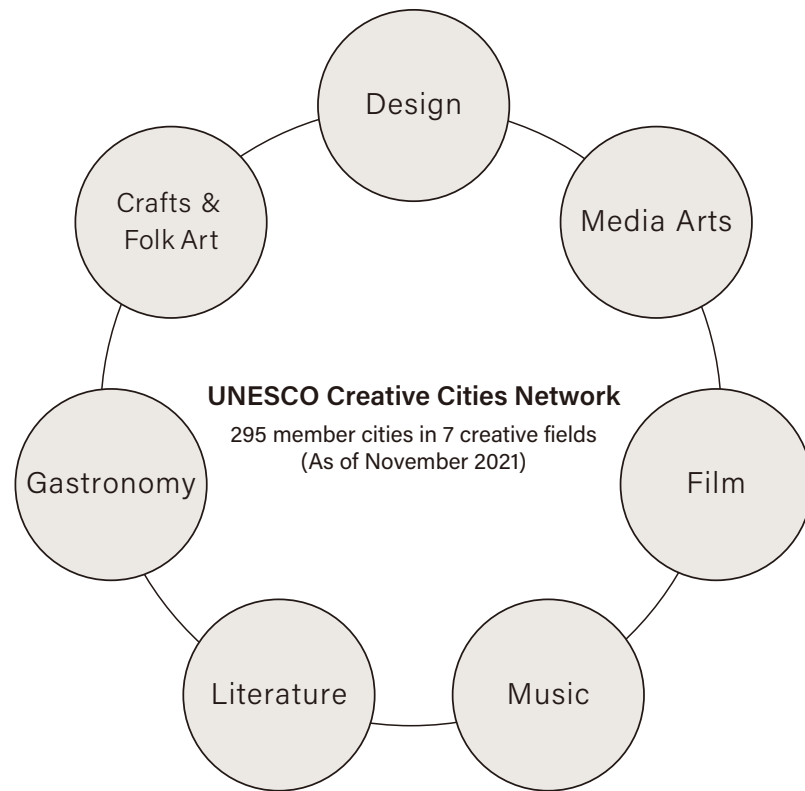 Design
Media Arts
Crafts &
Folk Art
UNESCO Creative Cities Network
295 member cities in 7 creative fields
(As of November 2021)
Gastronomy
Film
Literature
Music